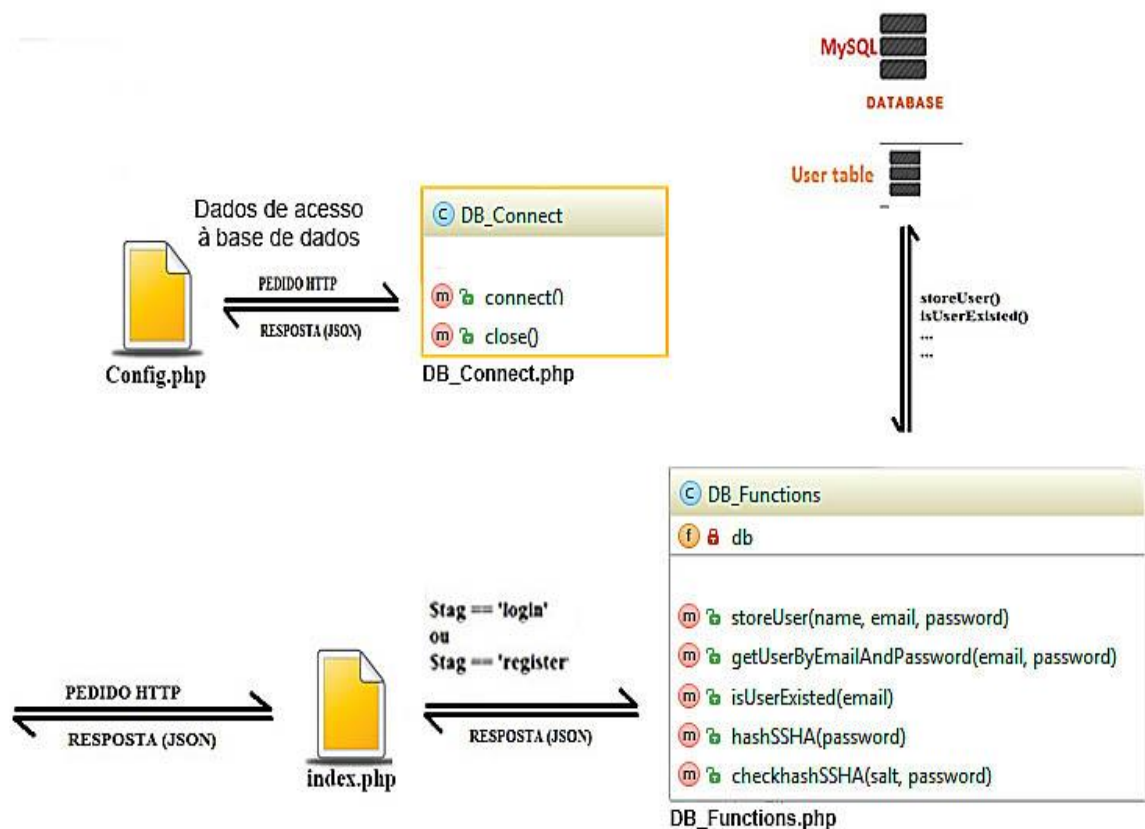 MySQL
DATABASE
User table
Dados de acesso
à base de dados
PEDIDO HTTP
RESPOSTA (JSON)
Config.php
C DB_Connect
m connect()
m close()
DB_Connect.php
storeUser()
isUserExisted()
...
...
C DB_Functions
f db
m storeUser(name, email, password)
m getUserByEmailAndPassword(email, password)
m isUserExisted(email)
m hashSSHA(password)
m checkhashSSHA(salt, password)
DB_Functions.php
$tag == 'login'
ou
$tag == 'register'
RESPOSTA (JSON)
PEDIDO HTTP
RESPOSTA (JSON)
index.php